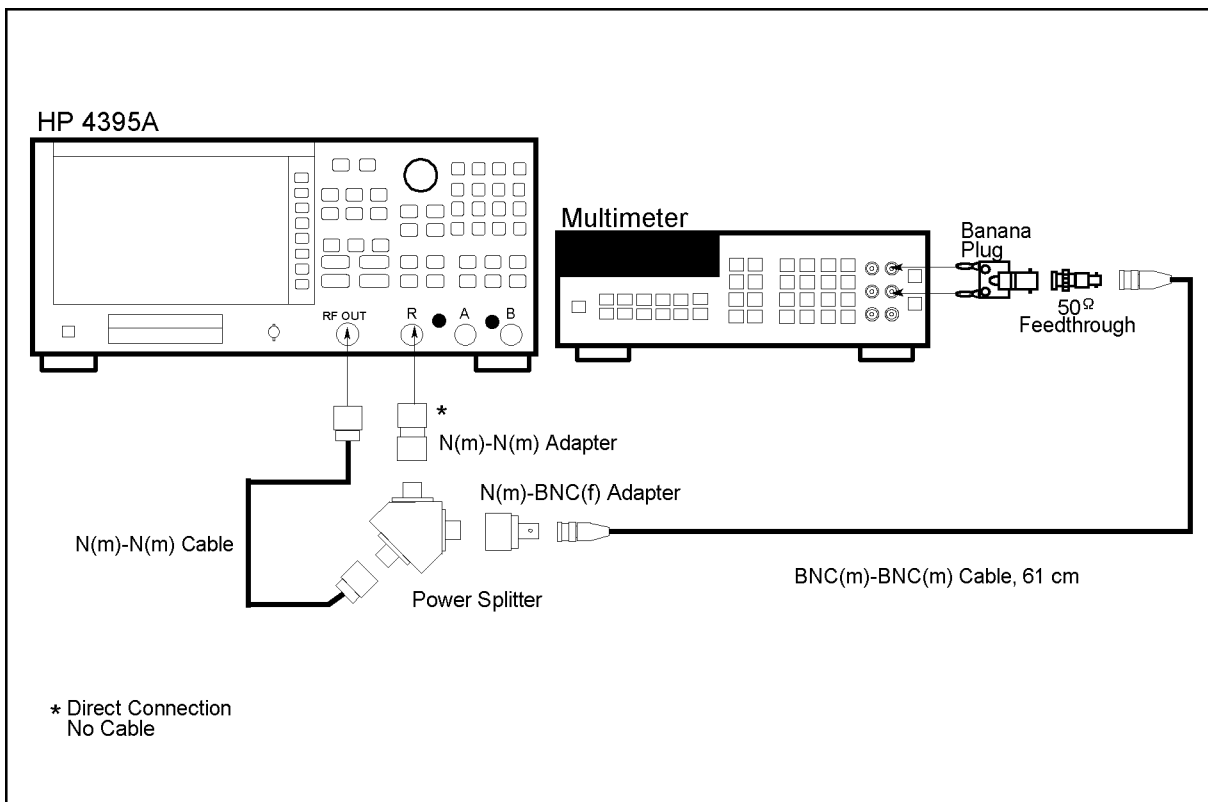 HP 4395A
Multimeter
Banana
Plug
50Ω
Feedthrough
RF OUT
R
A
B
*
N(m)-N(m) Adapter
N(m)-BNC(f) Adapter
N(m)-N(m) Cable
BNC(m)-BNC(m) Cable, 61 cm
Power Splitter
* Direct Connection
No Cable